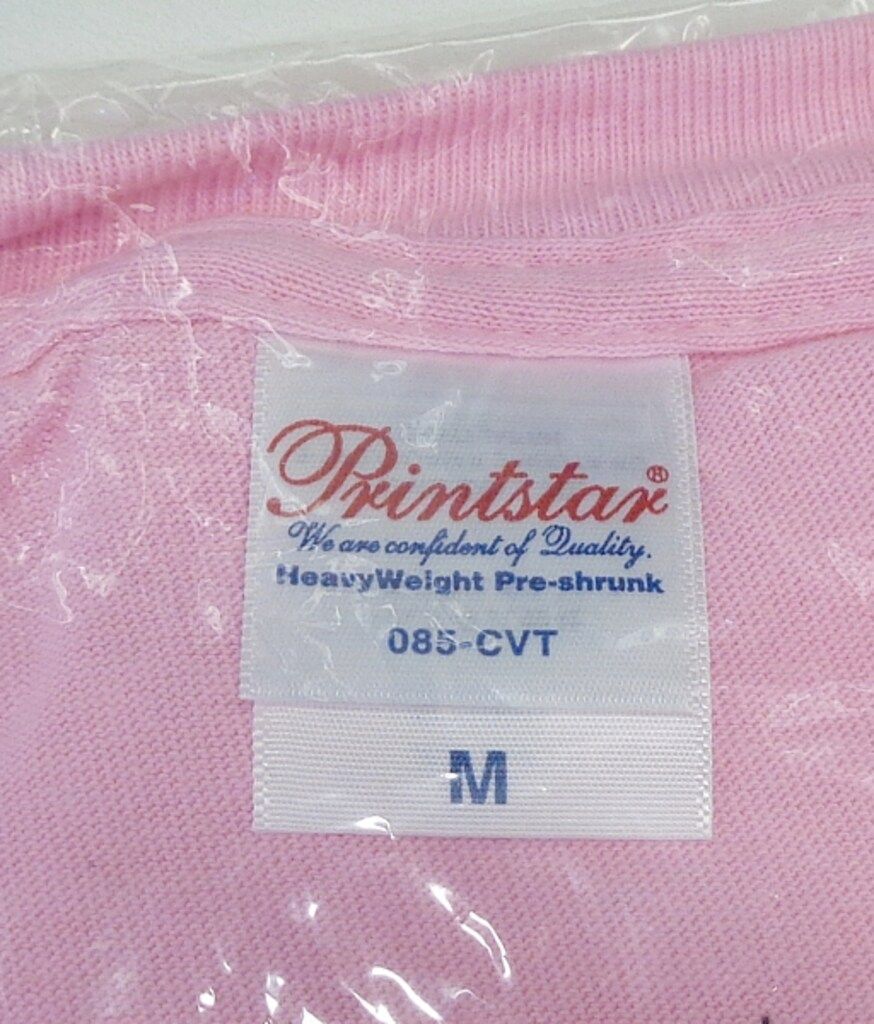 Printstar®
We are confident of Quality.
HeavyWeight Pre-shrunk
085-CVT
M